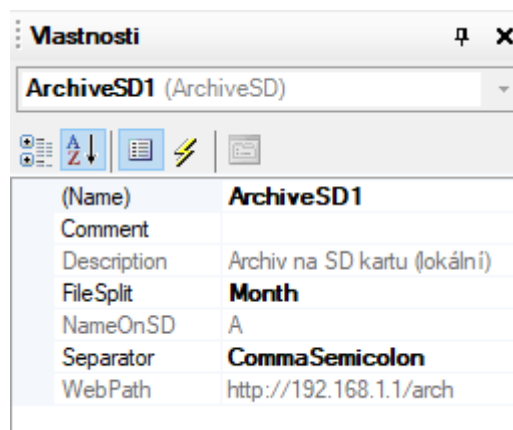 Vlastnosti
ArchiveSD1 (ArchiveSD)
(Name) ArchiveSD1
Comment
Description Archiv na SD kartu (lokální)
FileSplit Month
NameOnSD A
Separator CommaSemicolon
WebPath http://192.168.1.1/arch